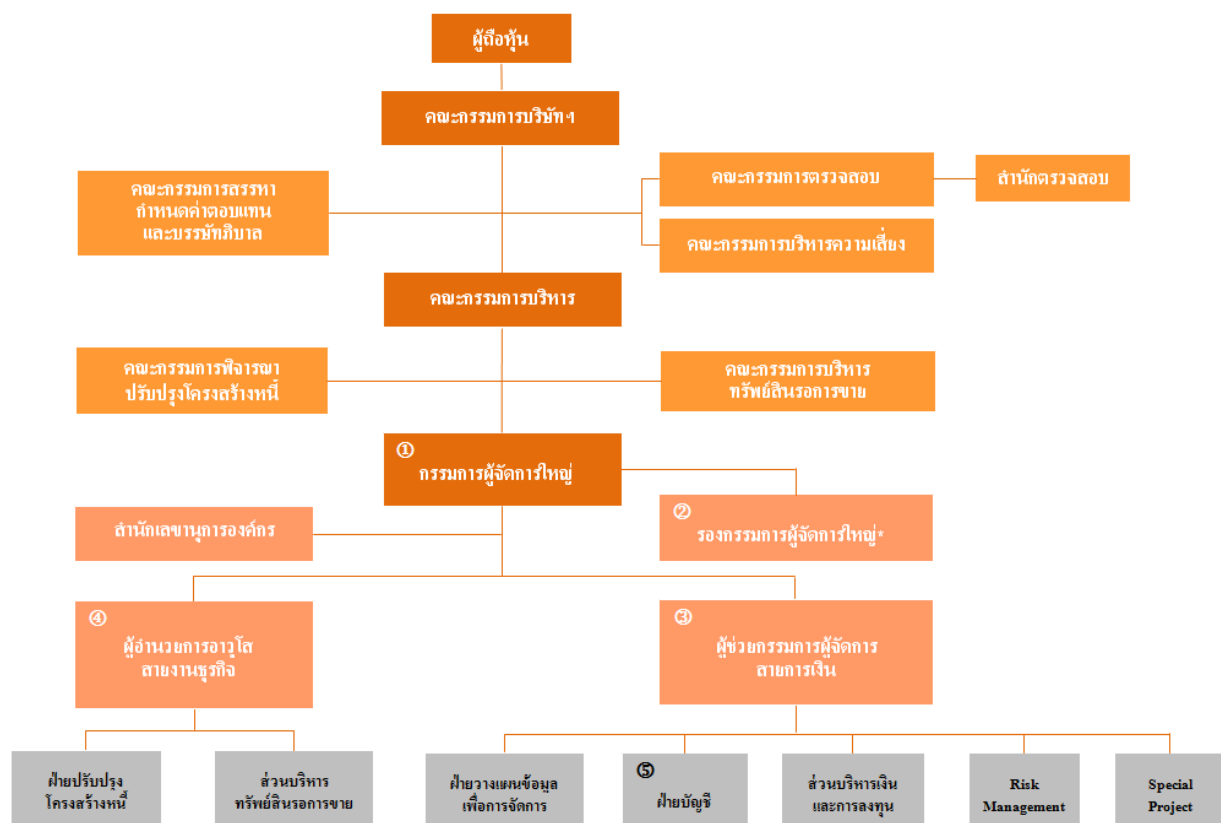 ผู้ถือหุ้น
คณะกรรมการบริษัทฯ
คณะกรรมการสรรหา
กำหนดค่าตอบแทน
และบรรษัทภิบาล
คณะกรรมการตรวจสอบ
สำนักตรวจสอบ
คณะกรรมการบริหารความเสี่ยง
คณะกรรมการบริหาร
คณะกรรมการพิจารณา
ปรับปรุงโครงสร้างหนี้
คณะกรรมการบริหาร
ทรัพย์สินรอการขาย
①
กรรมการผู้จัดการใหญ่
สำนักเลขานุการองค์กร
②
รองกรรมการผู้จัดการใหญ่*
④
ผู้อำนวยการอาวุโส
สายงานธุรกิจ
③
ผู้ช่วยกรรมการผู้จัดการ
สายการเงิน
ฝ่ายปรับปรุง
โครงสร้างหนี้
ส่วนบริหาร
ทรัพย์สินรอการขาย
ฝ่ายวางแผนข้อมูล
เพื่อการจัดการ
⑤
ฝ่ายบัญชี
ส่วนบริหารเงิน
และการลงทุน
Risk
Management
Special
Project